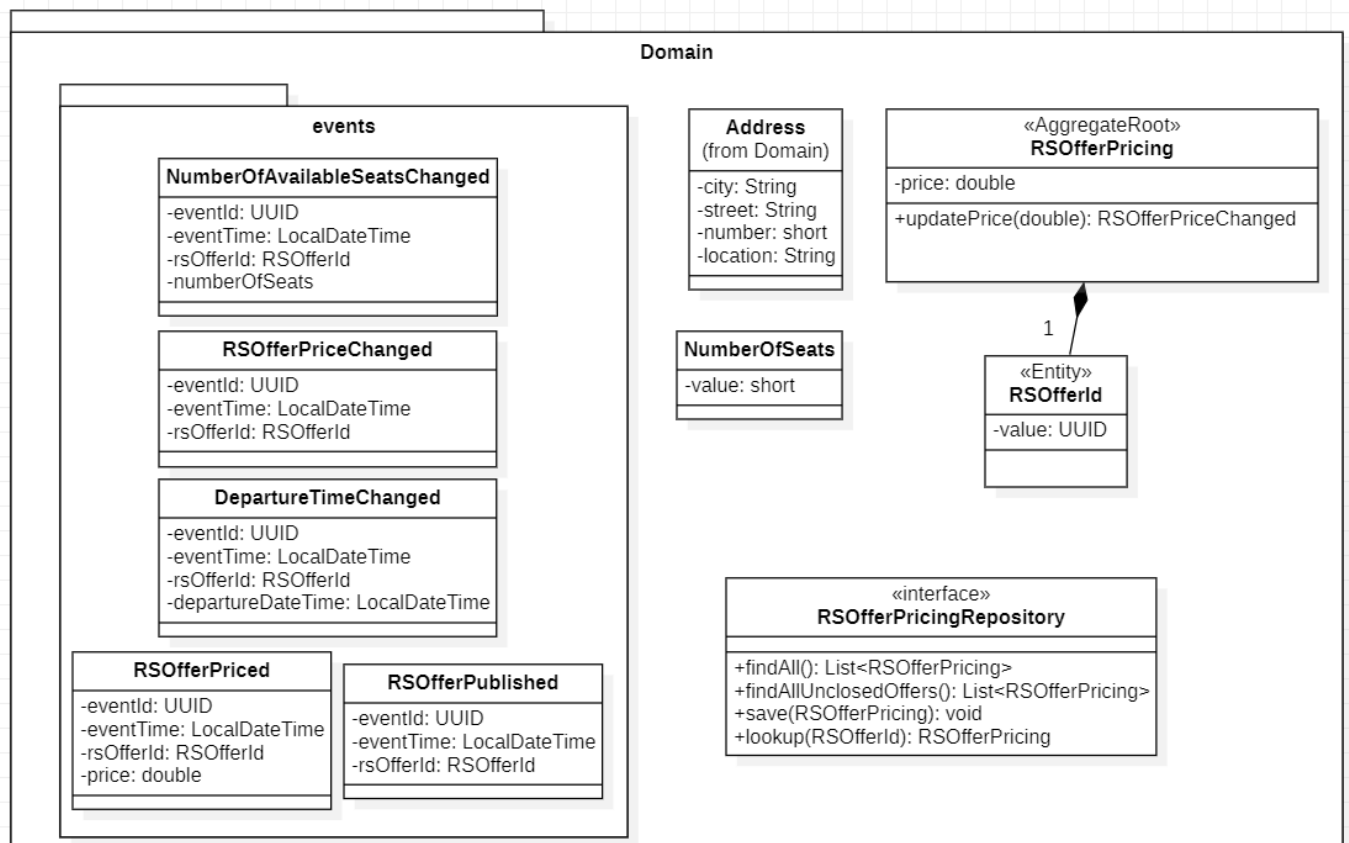 Domain
events
NumberOfAvailableSeatsChanged
-eventId: UUID
-eventTime: LocalDateTime
-rsOfferId: RSOfferId
-numberOfSeats
RSOfferPriceChanged
-eventId: UUID
-eventTime: LocalDateTime
-rsOfferId: RSOfferId
DepartureTimeChanged
-eventId: UUID
-eventTime: LocalDateTime
-rsOfferId: RSOfferId
-departureDateTime: LocalDateTime
RSOfferPriced
-eventId: UUID
-eventTime: LocalDateTime
-rsOfferId: RSOfferId
-price: double
RSOfferPublished
-eventId: UUID
-eventTime: LocalDateTime
-rsOfferId: RSOfferId
Address
(from Domain)
-city: String
-street: String
-number: short
-location: String
NumberOfSeats
-value: short
«AggregateRoot»
RSOfferPricing
-price: double
+updatePrice(double): RSOfferPriceChanged
1
«Entity»
RSOfferId
-value: UUID
«interface»
RSOfferPricingRepository
+findAll(): List<RSOfferPricing>
+findAllUnclosedOffers(): List<RSOfferPricing>
+save(RSOfferPricing): void
+lookup(RSOfferId): RSOfferPricing